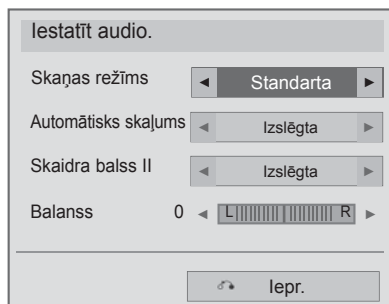 Iestatīt audio.
Skaņas režīms ◄ Standarta ►
Automātisks skaļums ◄ Izslēgta ►
Skaidra balss II ◄ Izslēgta ►
Balanss 0 ◄ L R ►
Iepr.